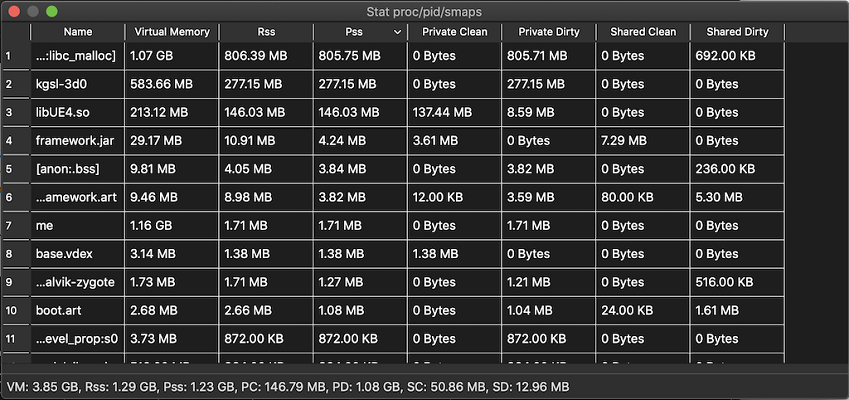 Stat proc/pid/smaps
Name Virtual Memory Rss Pss Private Clean Private Dirty Shared Clean Shared Dirty
1 ...:libc_malloc] 1.07 GB 806.39 MB 805.75 MB 0 Bytes 805.71 MB 0 Bytes 692.00 KB
2 kgsl-3d0 583.66 MB 277.15 MB 277.15 MB 0 Bytes 277.15 MB 0 Bytes 0 Bytes
3 libUE4.so 213.12 MB 146.03 MB 146.03 MB 137.44 MB 8.59 MB 0 Bytes 0 Bytes
4 framework.jar 29.17 MB 10.91 MB 4.24 MB 3.61 MB 0 Bytes 7.29 MB 0 Bytes
5 [anon:.bss] 9.81 MB 4.05 MB 3.84 MB 0 Bytes 3.82 MB 0 Bytes 236.00 KB
6 ...amework.art 9.46 MB 8.98 MB 3.82 MB 12.00 KB 3.59 MB 80.00 KB 5.30 MB
7 me 1.16 GB 1.71 MB 1.71 MB 0 Bytes 1.71 MB 0 Bytes 0 Bytes
8 base.vdex 3.14 MB 1.38 MB 1.38 MB 1.38 MB 0 Bytes 0 Bytes 0 Bytes
9 ...alvik-zygote 1.73 MB 1.71 MB 1.27 MB 0 Bytes 1.21 MB 0 Bytes 516.00 KB
10 boot.art 2.68 MB 2.66 MB 1.08 MB 0 Bytes 1.04 MB 24.00 KB 1.61 MB
11 ...evel_prop:s0 3.73 MB 872.00 KB 872.00 KB 0 Bytes 872.00 KB 0 Bytes 0 Bytes
VM: 3.85 GB, Rss: 1.29 GB, Pss: 1.23 GB, PC: 146.79 MB, PD: 1.08 GB, SC: 50.86 MB, SD: 12.96 MB